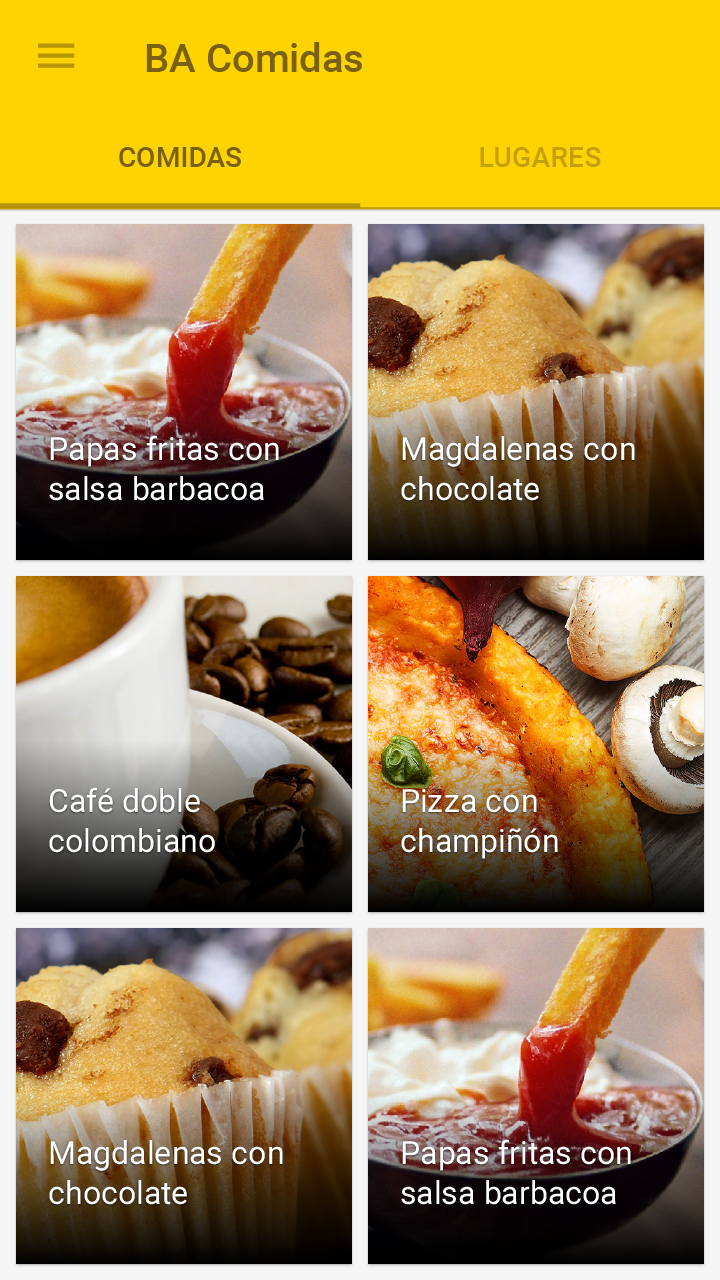 BA Comidas
COMIDAS
LUGARES
Papas fritas con
salsa barbacoa
Magdalenas con
chocolate
Café doble
colombiano
Pizza con
champiñón
Magdalenas con
chocolate
Papas fritas con
salsa barbacoa